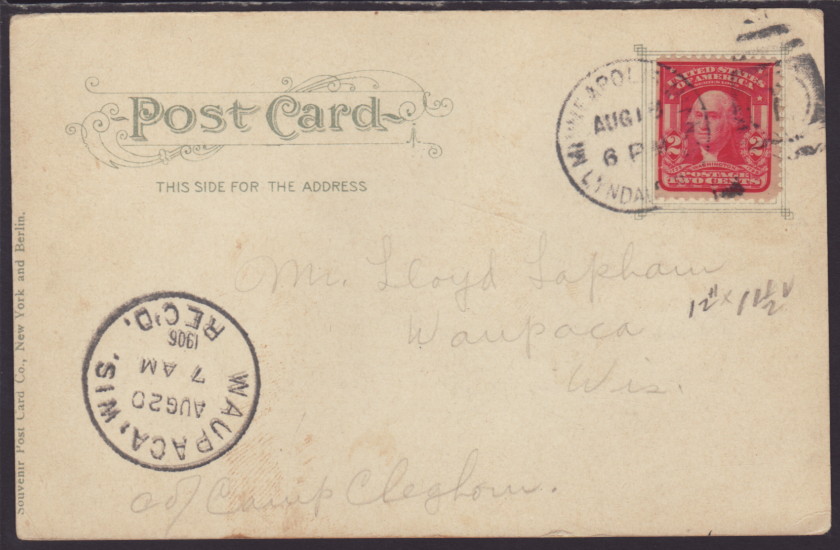 Post Card
THIS SIDE FOR THE ADDRESS
UNITED STATES
OF AMERICA
2 2
POSTAGE
TWO CENTS
AUG 19
6 P
Mr. Lloyd Lapham
Waupaca
Wis.
12" x 11 1/2"
WAUPACA, WIS.
AUG 20
7 AM
1906
REC'D.
Camp Cleghorn.
Souvenir Post Card Co., New York and Berlin.